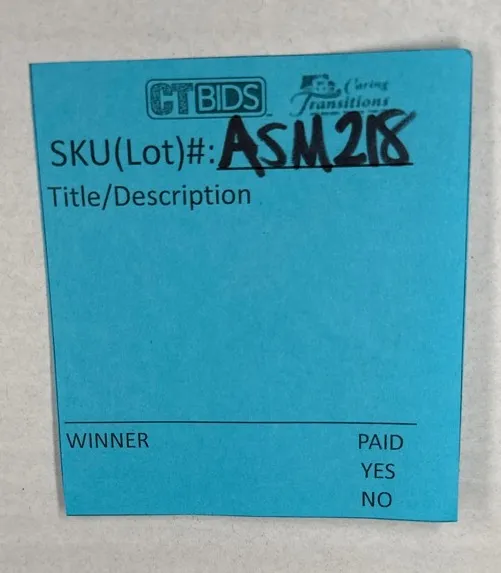 CTBIDS Caring Transitions
SKU(Lot)#: ASM218
Title/Description
WINNER PAID
YES
NO